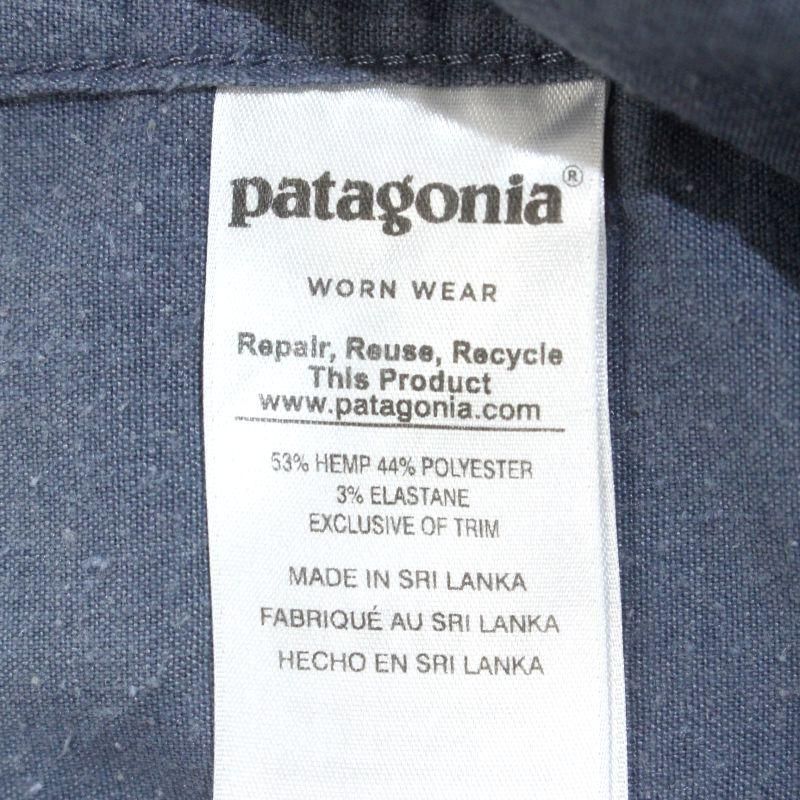 patagonia®
WORN WEAR
Repair, Reuse, Recycle
This Product
www.patagonia.com
53% HEMP 44% POLYESTER
3% ELASTANE
EXCLUSIVE OF TRIM
MADE IN SRI LANKA
FABRIQUÉ AU SRI LANKA
HECHO EN SRI LANKA